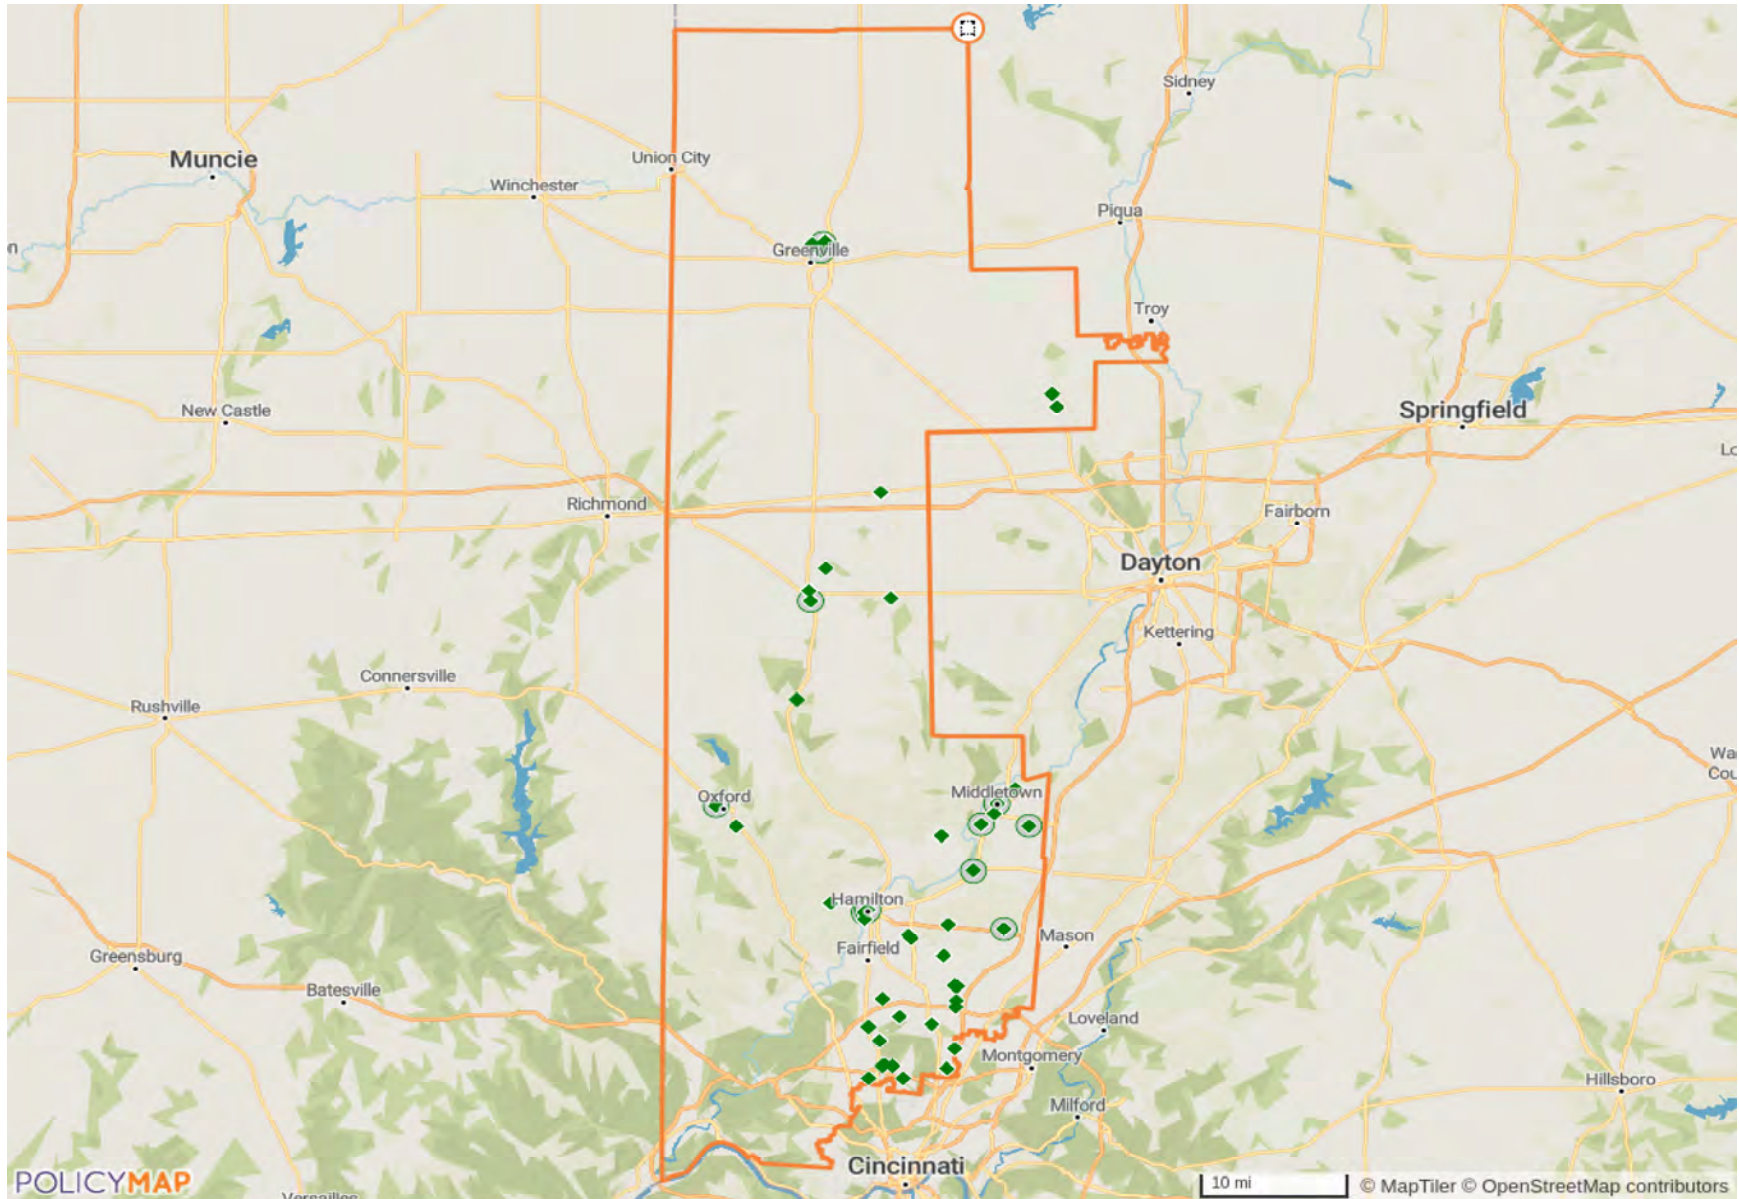 Sidney
Union City
Muncie
Winchester
Piqua
Greenville
Troy
New Castle
Springfield
Richmond
Fairborn
Dayton
Kettering
Connersville
Rushville
Oxford
Middletown
Hamilton
Mason
Fairfield
Greensburg
Batesville
Loveland
Montgomery
Hillsboro
Milford
Cincinnati
POLICYMAP
10 mi
© MapTiler © OpenStreetMap contributors